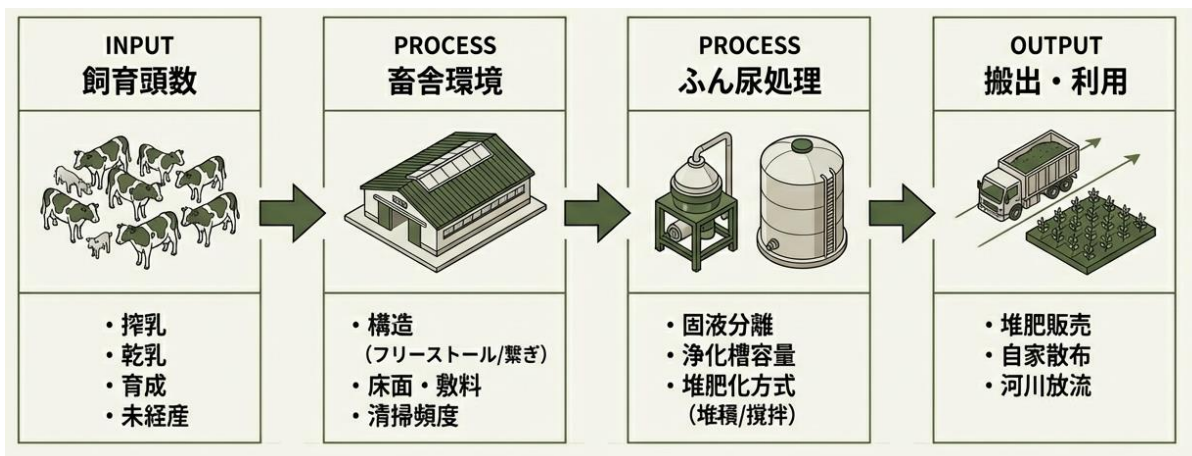 INPUT
飼育頭数
・搾乳
・乾乳
・育成
・未経産
PROCESS
畜舎環境
・構造
（フリーストール/繋ぎ）
・床面・敷料
・清掃頻度
PROCESS
ふん尿処理
・固液分離
・浄化槽容量
・堆肥化方式
（堆積/撹拌）
OUTPUT
搬出・利用
・堆肥販売
・自家散布
・河川放流